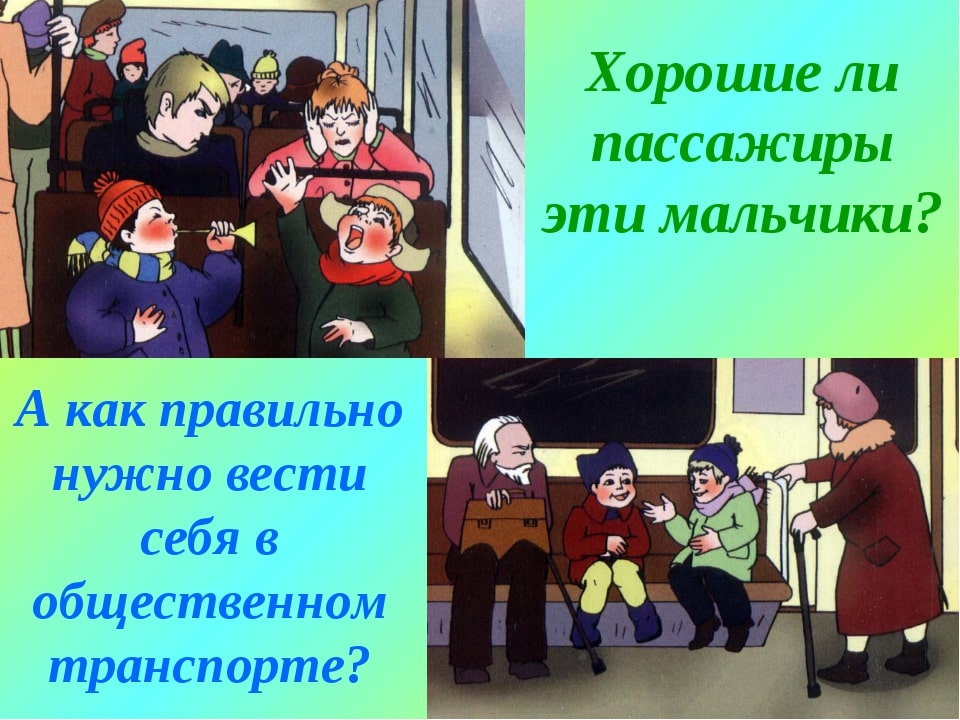 Хорошие ли
пассажиры
эти мальчики?
А как правильно
нужно вести
себя в
общественном
транспорте?